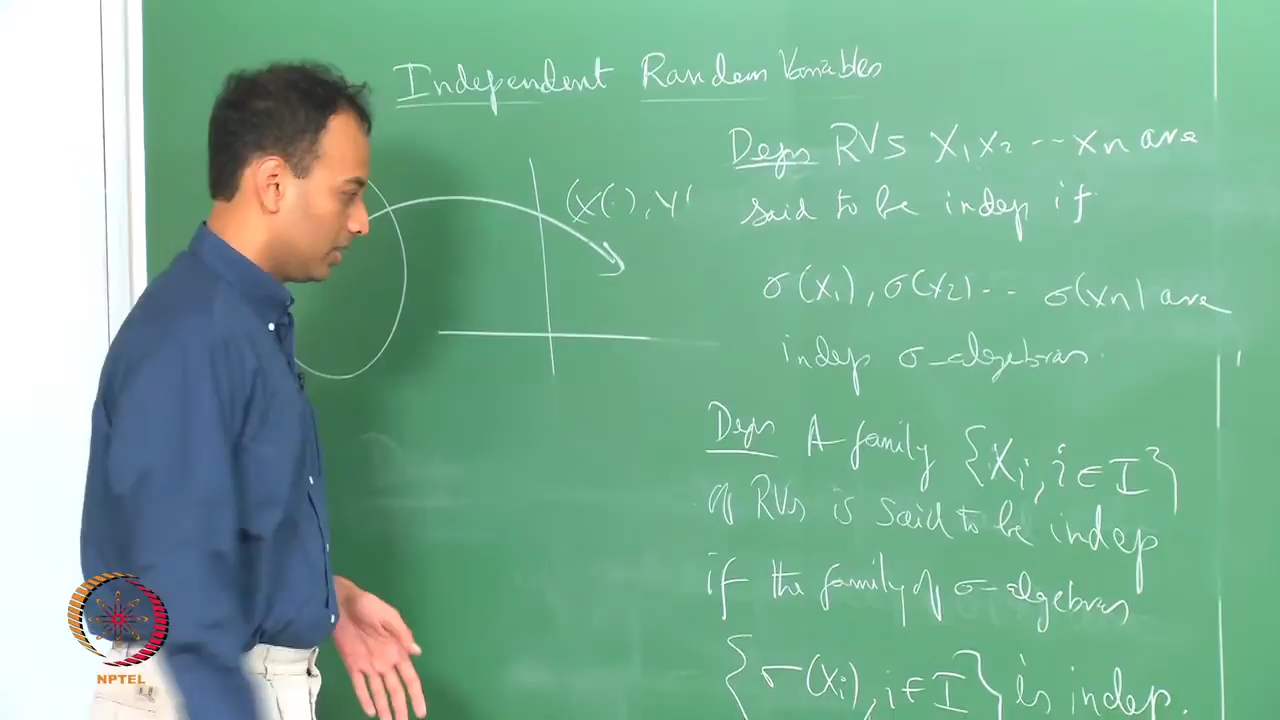 Independent Random Variables
(X(·), Y(
Defn RVs X1 X2 --- Xn are
said to be indep if
σ(X1), σ(X2) --- σ(Xn) are
indep σ-algebras.
Defn A family {Xi, i∈I}
of RVs is said to be indep
if the family of σ-algebras
{σ(Xi), i∈I} is indep.
NPTEL